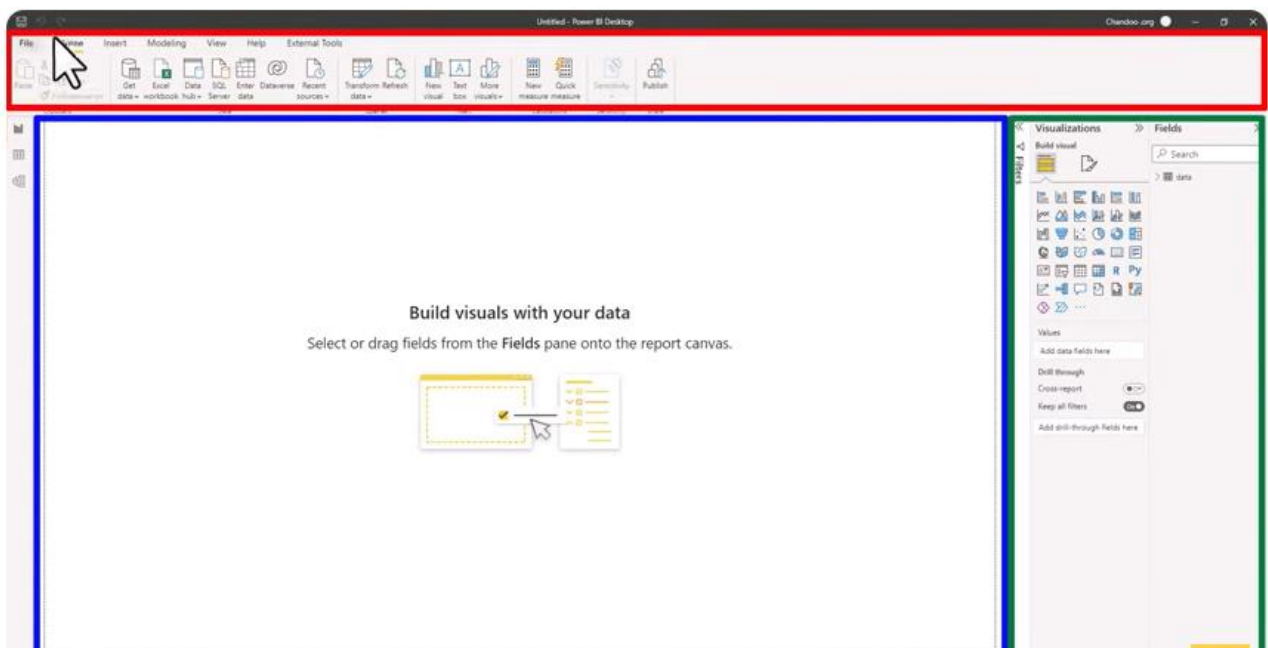 Untitled - Power BI Desktop
Chandoo.org
File Home Insert Modeling View Help External Tools
Paste
Get data
Excel workbook
Data hub
SQL Server
Enter data
Dataverse
Recent sources
Transform data
Refresh
New visual
Text box
More visuals
New measure
Quick measure
Sensitivity
Publish
Filters
Visualizations
Build visual
Fields
Search
data
R Py
Build visuals with your data
Select or drag fields from the Fields pane onto the report canvas.
Values
Add data fields here
Drill through
Cross-report
Keep all filters
On
Add drill-through fields here